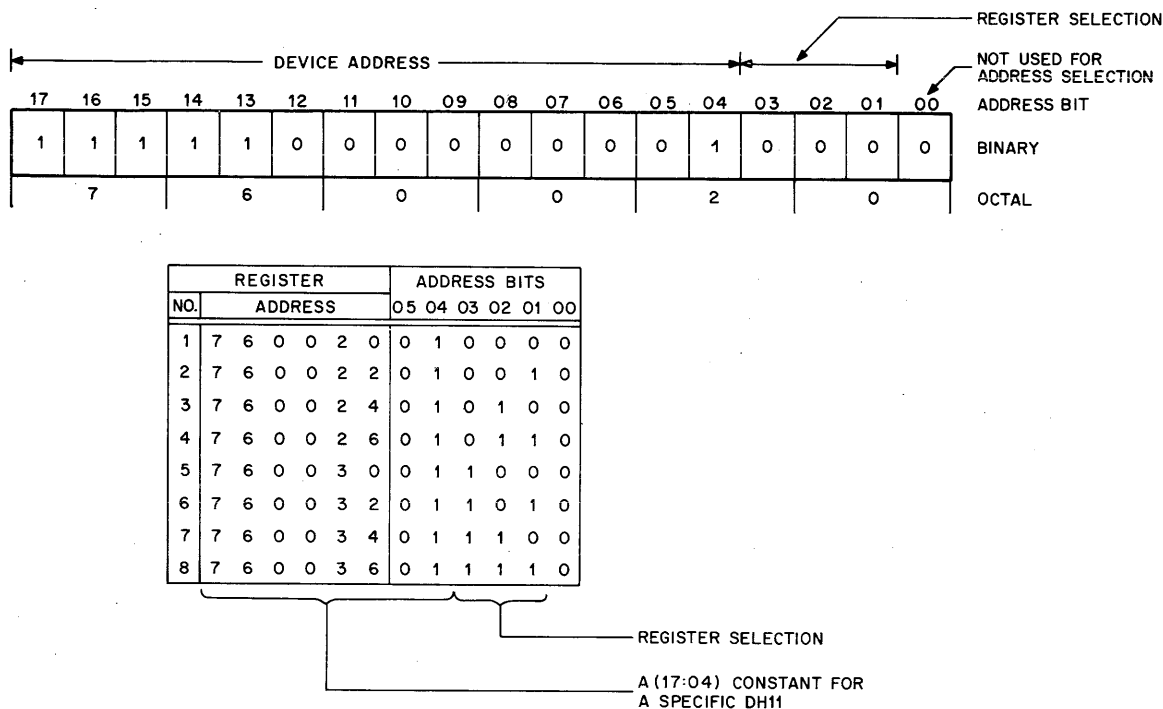 REGISTER SELECTION
DEVICE ADDRESS
NOT USED FOR
ADDRESS SELECTION
17 16 15 14 13 12 11 10 09 08 07 06 05 04 03 02 01 00 ADDRESS BIT
1 1 1 1 1 0 0 0 0 0 0 0 0 1 0 0 0 0 BINARY
7 6 0 0 2 0 OCTAL
REGISTER ADDRESS BITS
NO. ADDRESS 05 04 03 02 01 00
1 7 6 0 0 2 0 0 1 0 0 0 0
2 7 6 0 0 2 2 0 1 0 0 1 0
3 7 6 0 0 2 4 0 1 0 1 0 0
4 7 6 0 0 2 6 0 1 0 1 1 0
5 7 6 0 0 3 0 0 1 1 0 0 0
6 7 6 0 0 3 2 0 1 1 0 1 0
7 7 6 0 0 3 4 0 1 1 1 0 0
8 7 6 0 0 3 6 0 1 1 1 1 0
REGISTER SELECTION
A (17:04) CONSTANT FOR
A SPECIFIC DH11